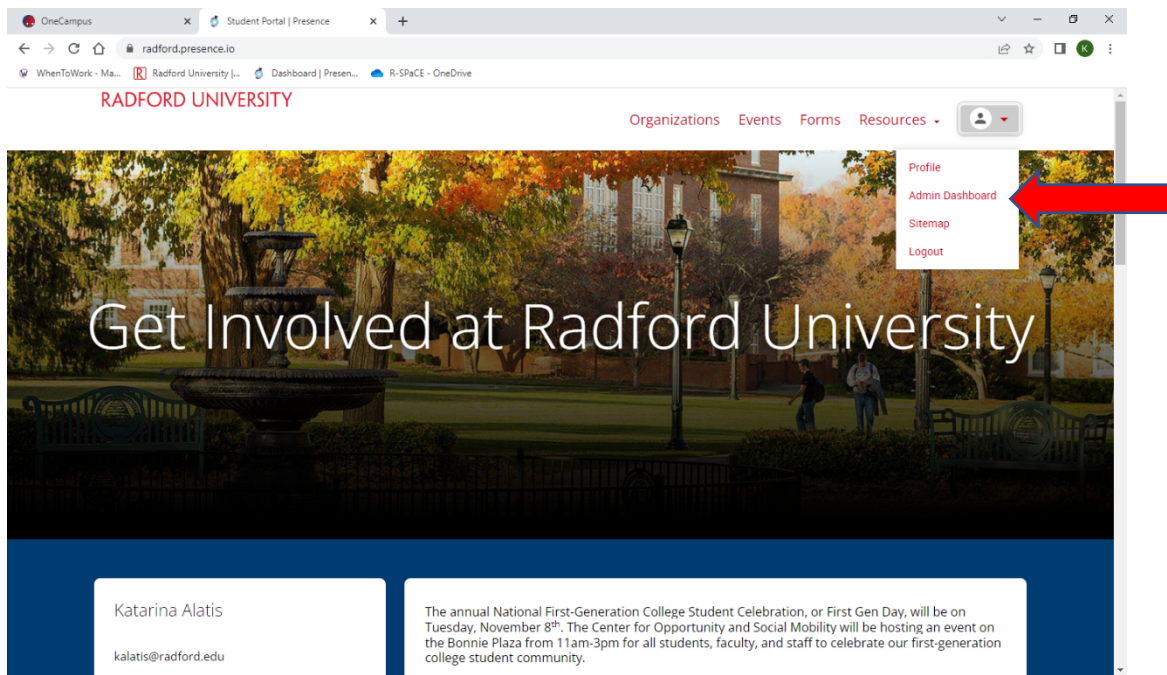 OneCampus
Student Portal | Presence
radford.presence.io
K
WhenToWork - Ma...
Radford University |...
Dashboard | Presen...
R-SPaCE - OneDrive
RADFORD UNIVERSITY
Organizations Events Forms Resources
Profile
Admin Dashboard
Sitemap
Logout
Get Involved at Radford University
Katarina Alatis
kalatis@radford.edu
The annual National First-Generation College Student Celebration, or First Gen Day, will be on
Tuesday, November 8th. The Center for Opportunity and Social Mobility will be hosting an event on
the Bonnie Plaza from 11am-3pm for all students, faculty, and staff to celebrate our first-generation
college student community.